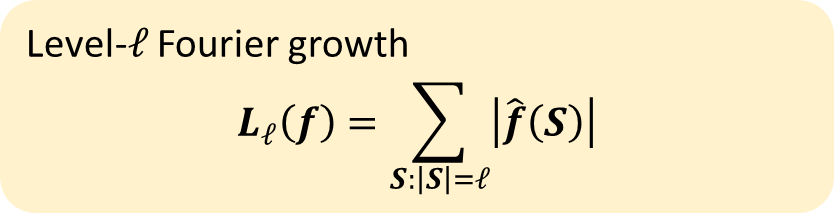 Level-ℓ Fourier growth
L_ℓ(f) = ∑_{S:|S|=ℓ} |f̂(S)|